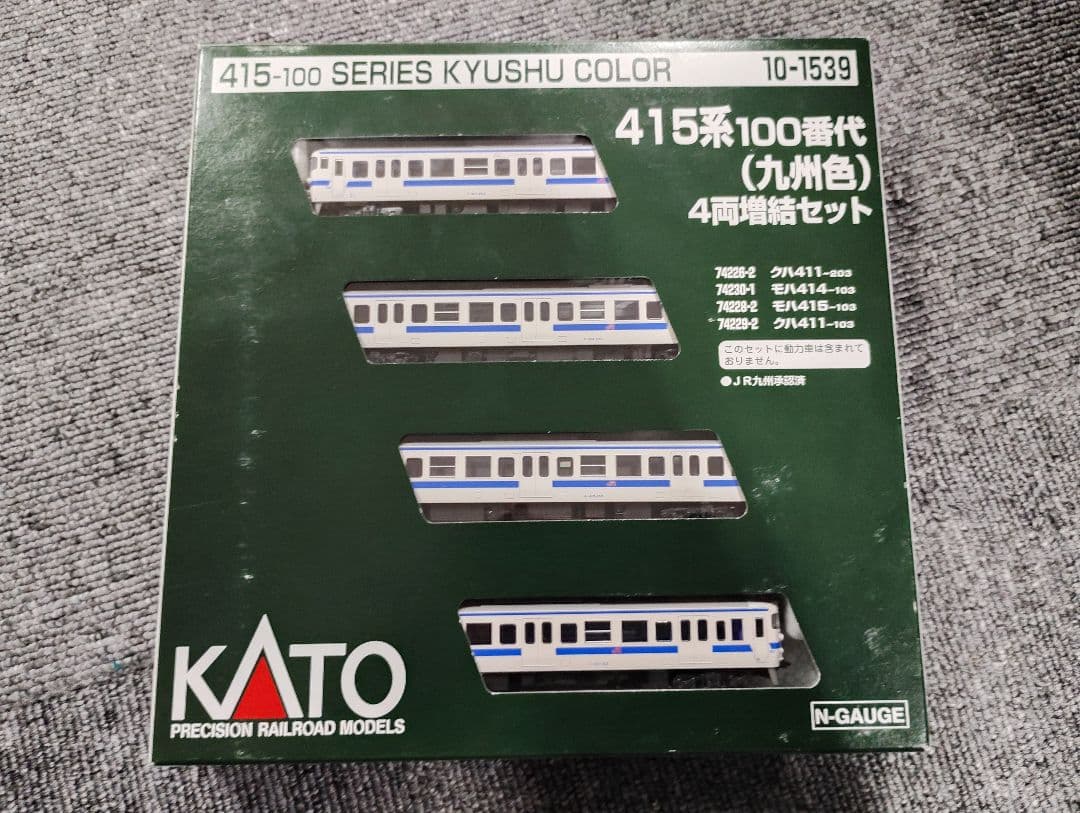 415-100 SERIES KYUSHU COLOR 10-1539
415系100番代
(九州色)
4両増結セット
74226-2 クハ411-203
74230-1 モハ414-103
74228-2 モハ415-103
74229-2 クハ411-103
このセットに動力車は含まれて
おりません。
●JR九州承認済
KATO
PRECISION RAILROAD MODELS
N-GAUGE